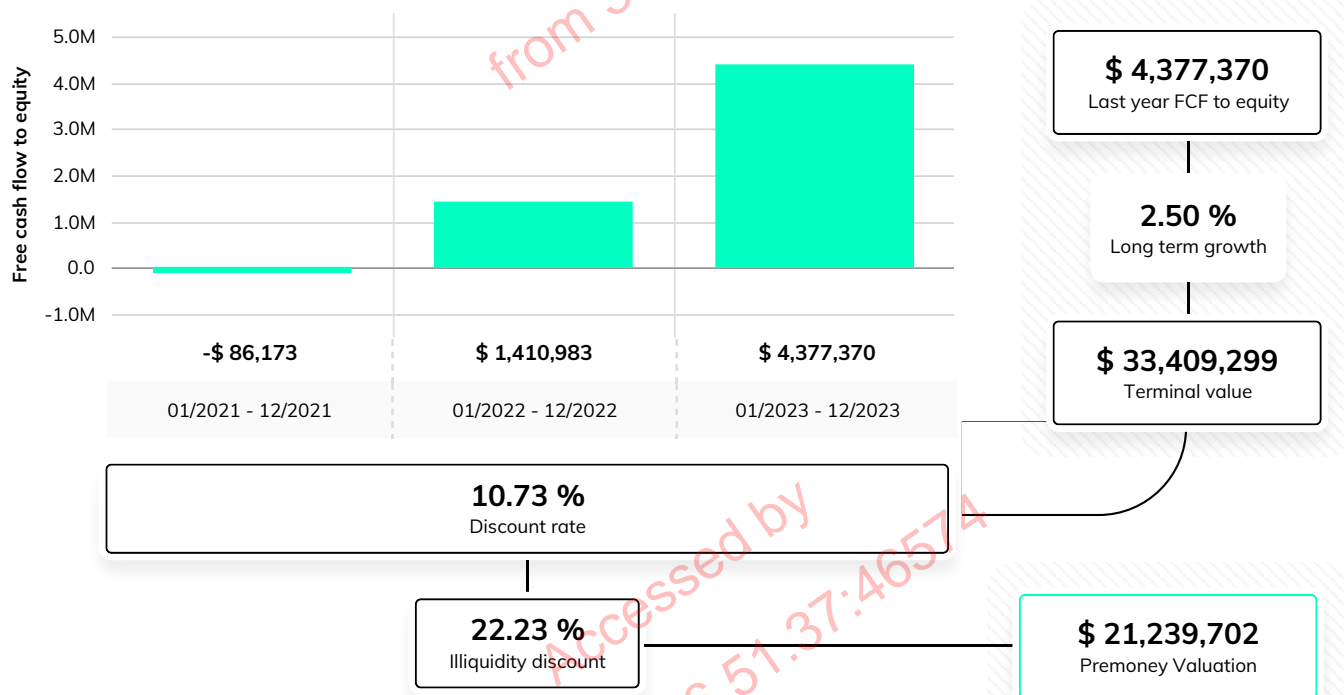 Free cash flow to equity
5.0M
4.0M
3.0M
2.0M
1.0M
0.0
-1.0M
-$ 86,173
$ 1,410,983
$ 4,377,370
01/2021 - 12/2021
01/2022 - 12/2022
01/2023 - 12/2023
$ 4,377,370
Last year FCF to equity
2.50 %
Long term growth
$ 33,409,299
Terminal value
10.73 %
Discount rate
22.23 %
Illiquidity discount
$ 21,239,702
Premoney Valuation
from
Accessed by
51.37:46574